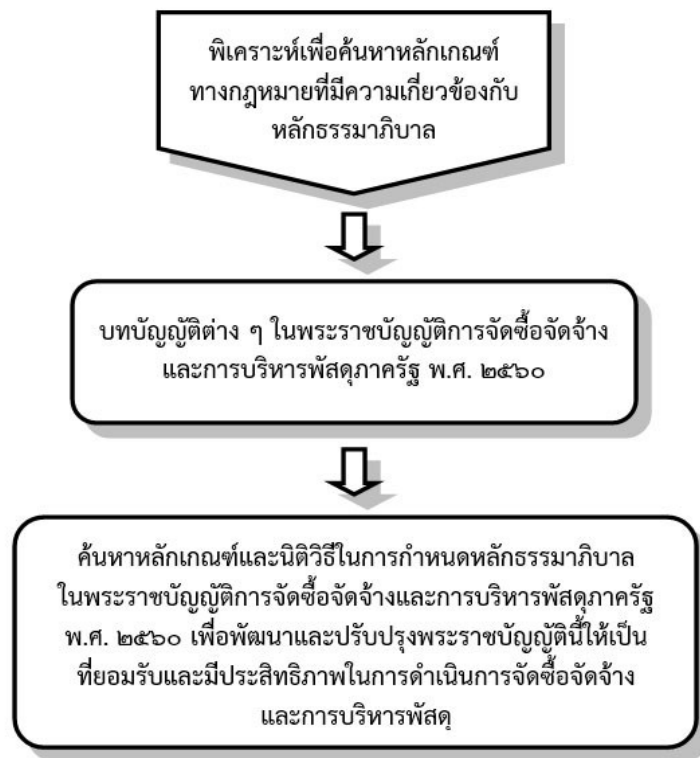 พิเคราะห์เพื่อค้นหาหลักเกณฑ์
ทางกฎหมายที่มีความเกี่ยวข้องกับ
หลักธรรมาภิบาล
บทบัญญัติต่าง ๆ ในพระราชบัญญัติการจัดซื้อจัดจ้าง
และการบริหารพัสดุภาครัฐ พ.ศ. ๒๕๖๐
ค้นหาหลักเกณฑ์และนิติวิธีในการกำหนดหลักธรรมาภิบาล
ในพระราชบัญญัติการจัดซื้อจัดจ้างและการบริหารพัสดุภาครัฐ
พ.ศ. ๒๕๖๐ เพื่อพัฒนาและปรับปรุงพระราชบัญญัตินี้ให้เป็น
ที่ยอมรับและมีประสิทธิภาพในการดำเนินการจัดซื้อจัดจ้าง
และการบริหารพัสดุ